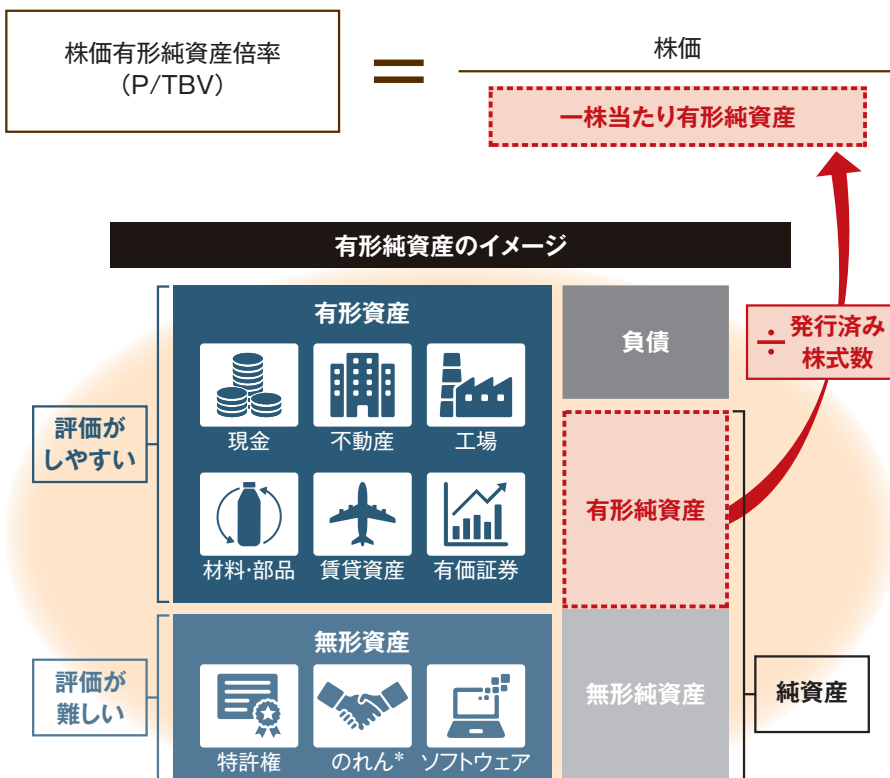 株価有形純資産倍率
(P/TBV)
=
株価
一株当たり有形純資産
有形純資産のイメージ
有形資産
現金
不動産
工場
材料・部品
賃貸資産
有価証券
評価が
しやすい
負債
÷
発行済み
株式数
有形純資産
無形資産
特許権
のれん*
ソフトウェア
評価が
難しい
無形純資産
純資産